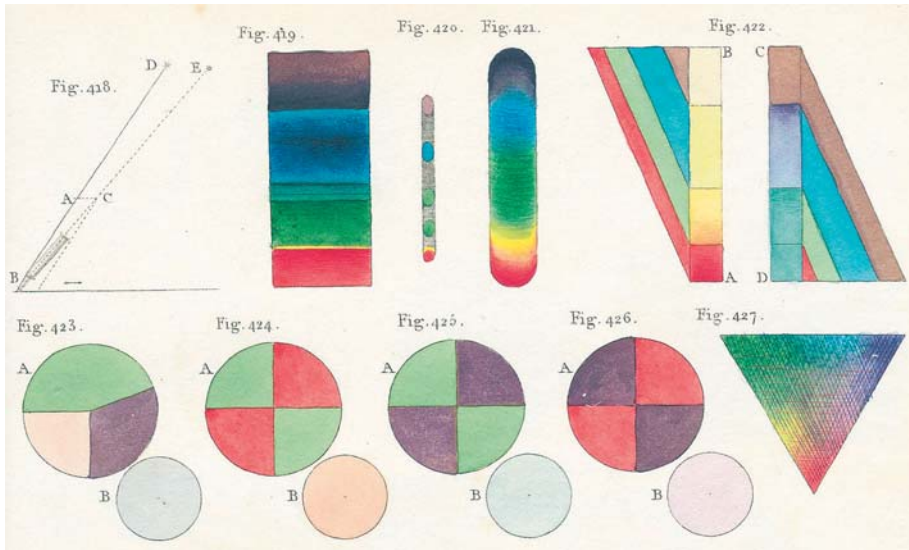 Fig. 418.
D
E
A
C
B
Fig. 419.
Fig. 420.
Fig. 421.
Fig. 422.
B
C
A
D
Fig. 423.
A
B
Fig. 424.
A
B
Fig. 425.
A
B
Fig. 426.
A
B
Fig. 427.